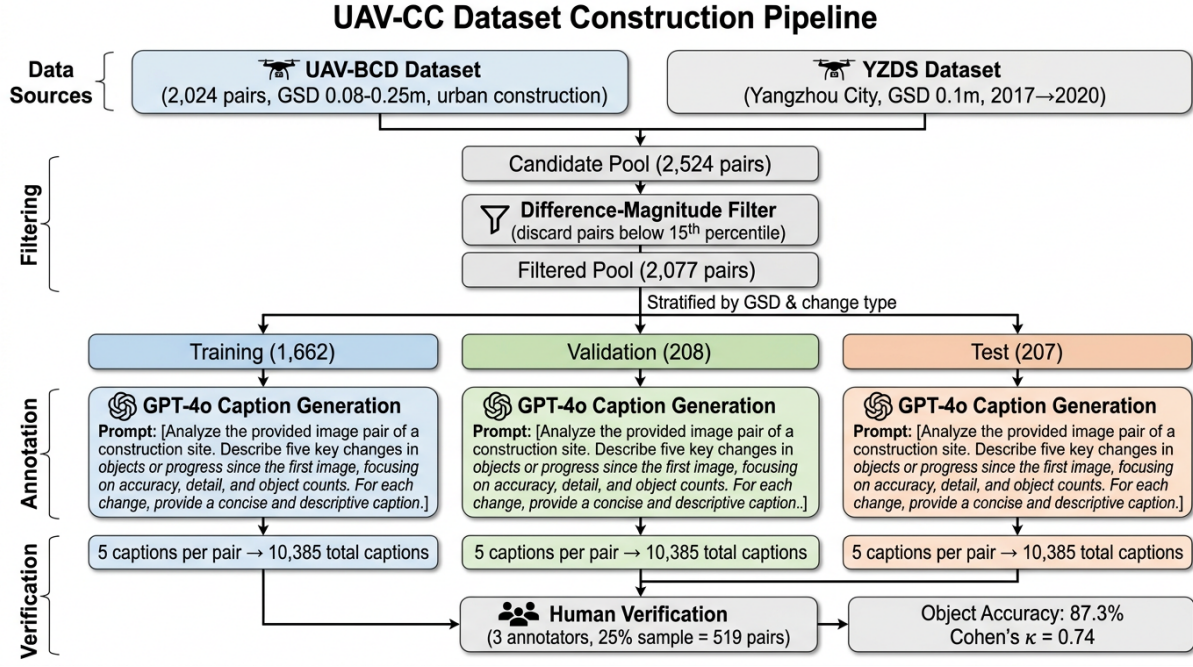 UAV-CC Dataset Construction Pipeline
Data
Sources
UAV-BCD Dataset
(2,024 pairs, GSD 0.08-0.25m, urban construction)
YZDS Dataset
(Yangzhou City, GSD 0.1m, 2017→2020)
Filtering
Candidate Pool (2,524 pairs)
Difference-Magnitude Filter
(discard pairs below 15th percentile)
Filtered Pool (2,077 pairs)
Stratified by GSD & change type
Training (1,662)
Validation (208)
Test (207)
Annotation
GPT-4o Caption Generation
Prompt: [Analyze the provided image pair of a
construction site. Describe five key changes in
objects or progress since the first image, focusing
on accuracy, detail, and object counts. For each
change, provide a concise and descriptive caption.]
GPT-4o Caption Generation
Prompt: [Analyze the provided image pair of a
construction site. Describe five key changes in
objects or progress since the first image, focusing
on accuracy, detail, and object counts. For each
change, provide a concise and descriptive caption..]
GPT-4o Caption Generation
Prompt: [Analyze the provided image pair of a
construction site. Describe five key changes in
objects or progress since the first image, focusing
on accuracy, detail, and object counts. For each
change, provide a concise and descriptive caption.]
Verification
5 captions per pair → 10,385 total captions
5 captions per pair → 10,385 total captions
5 captions per pair → 10,385 total captions
Human Verification
(3 annotators, 25% sample = 519 pairs)
Object Accuracy: 87.3%
Cohen's κ = 0.74